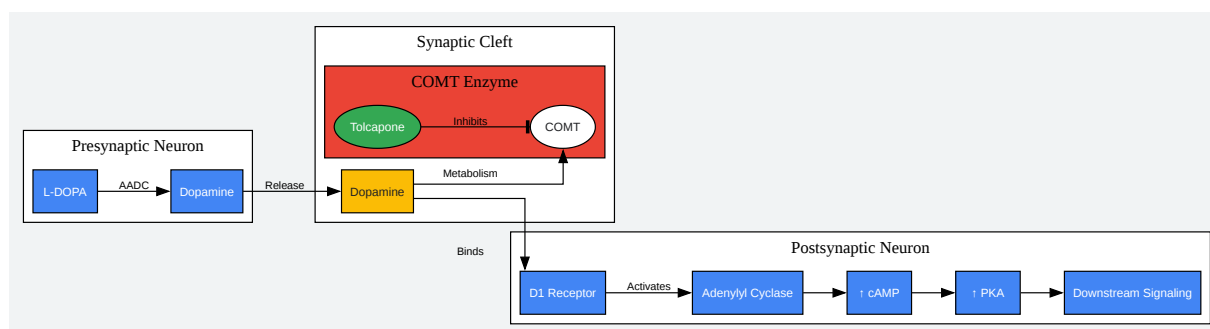 Synaptic Cleft
COMT Enzyme
Tolcapone
Inhibits
COMT
Presynaptic Neuron
L-DOPA
AADC
Dopamine
Release
Dopamine
Metabolism
Binds
Postsynaptic Neuron
D1 Receptor
Activates
Adenylyl Cyclase
↑ cAMP
↑ PKA
Downstream Signaling